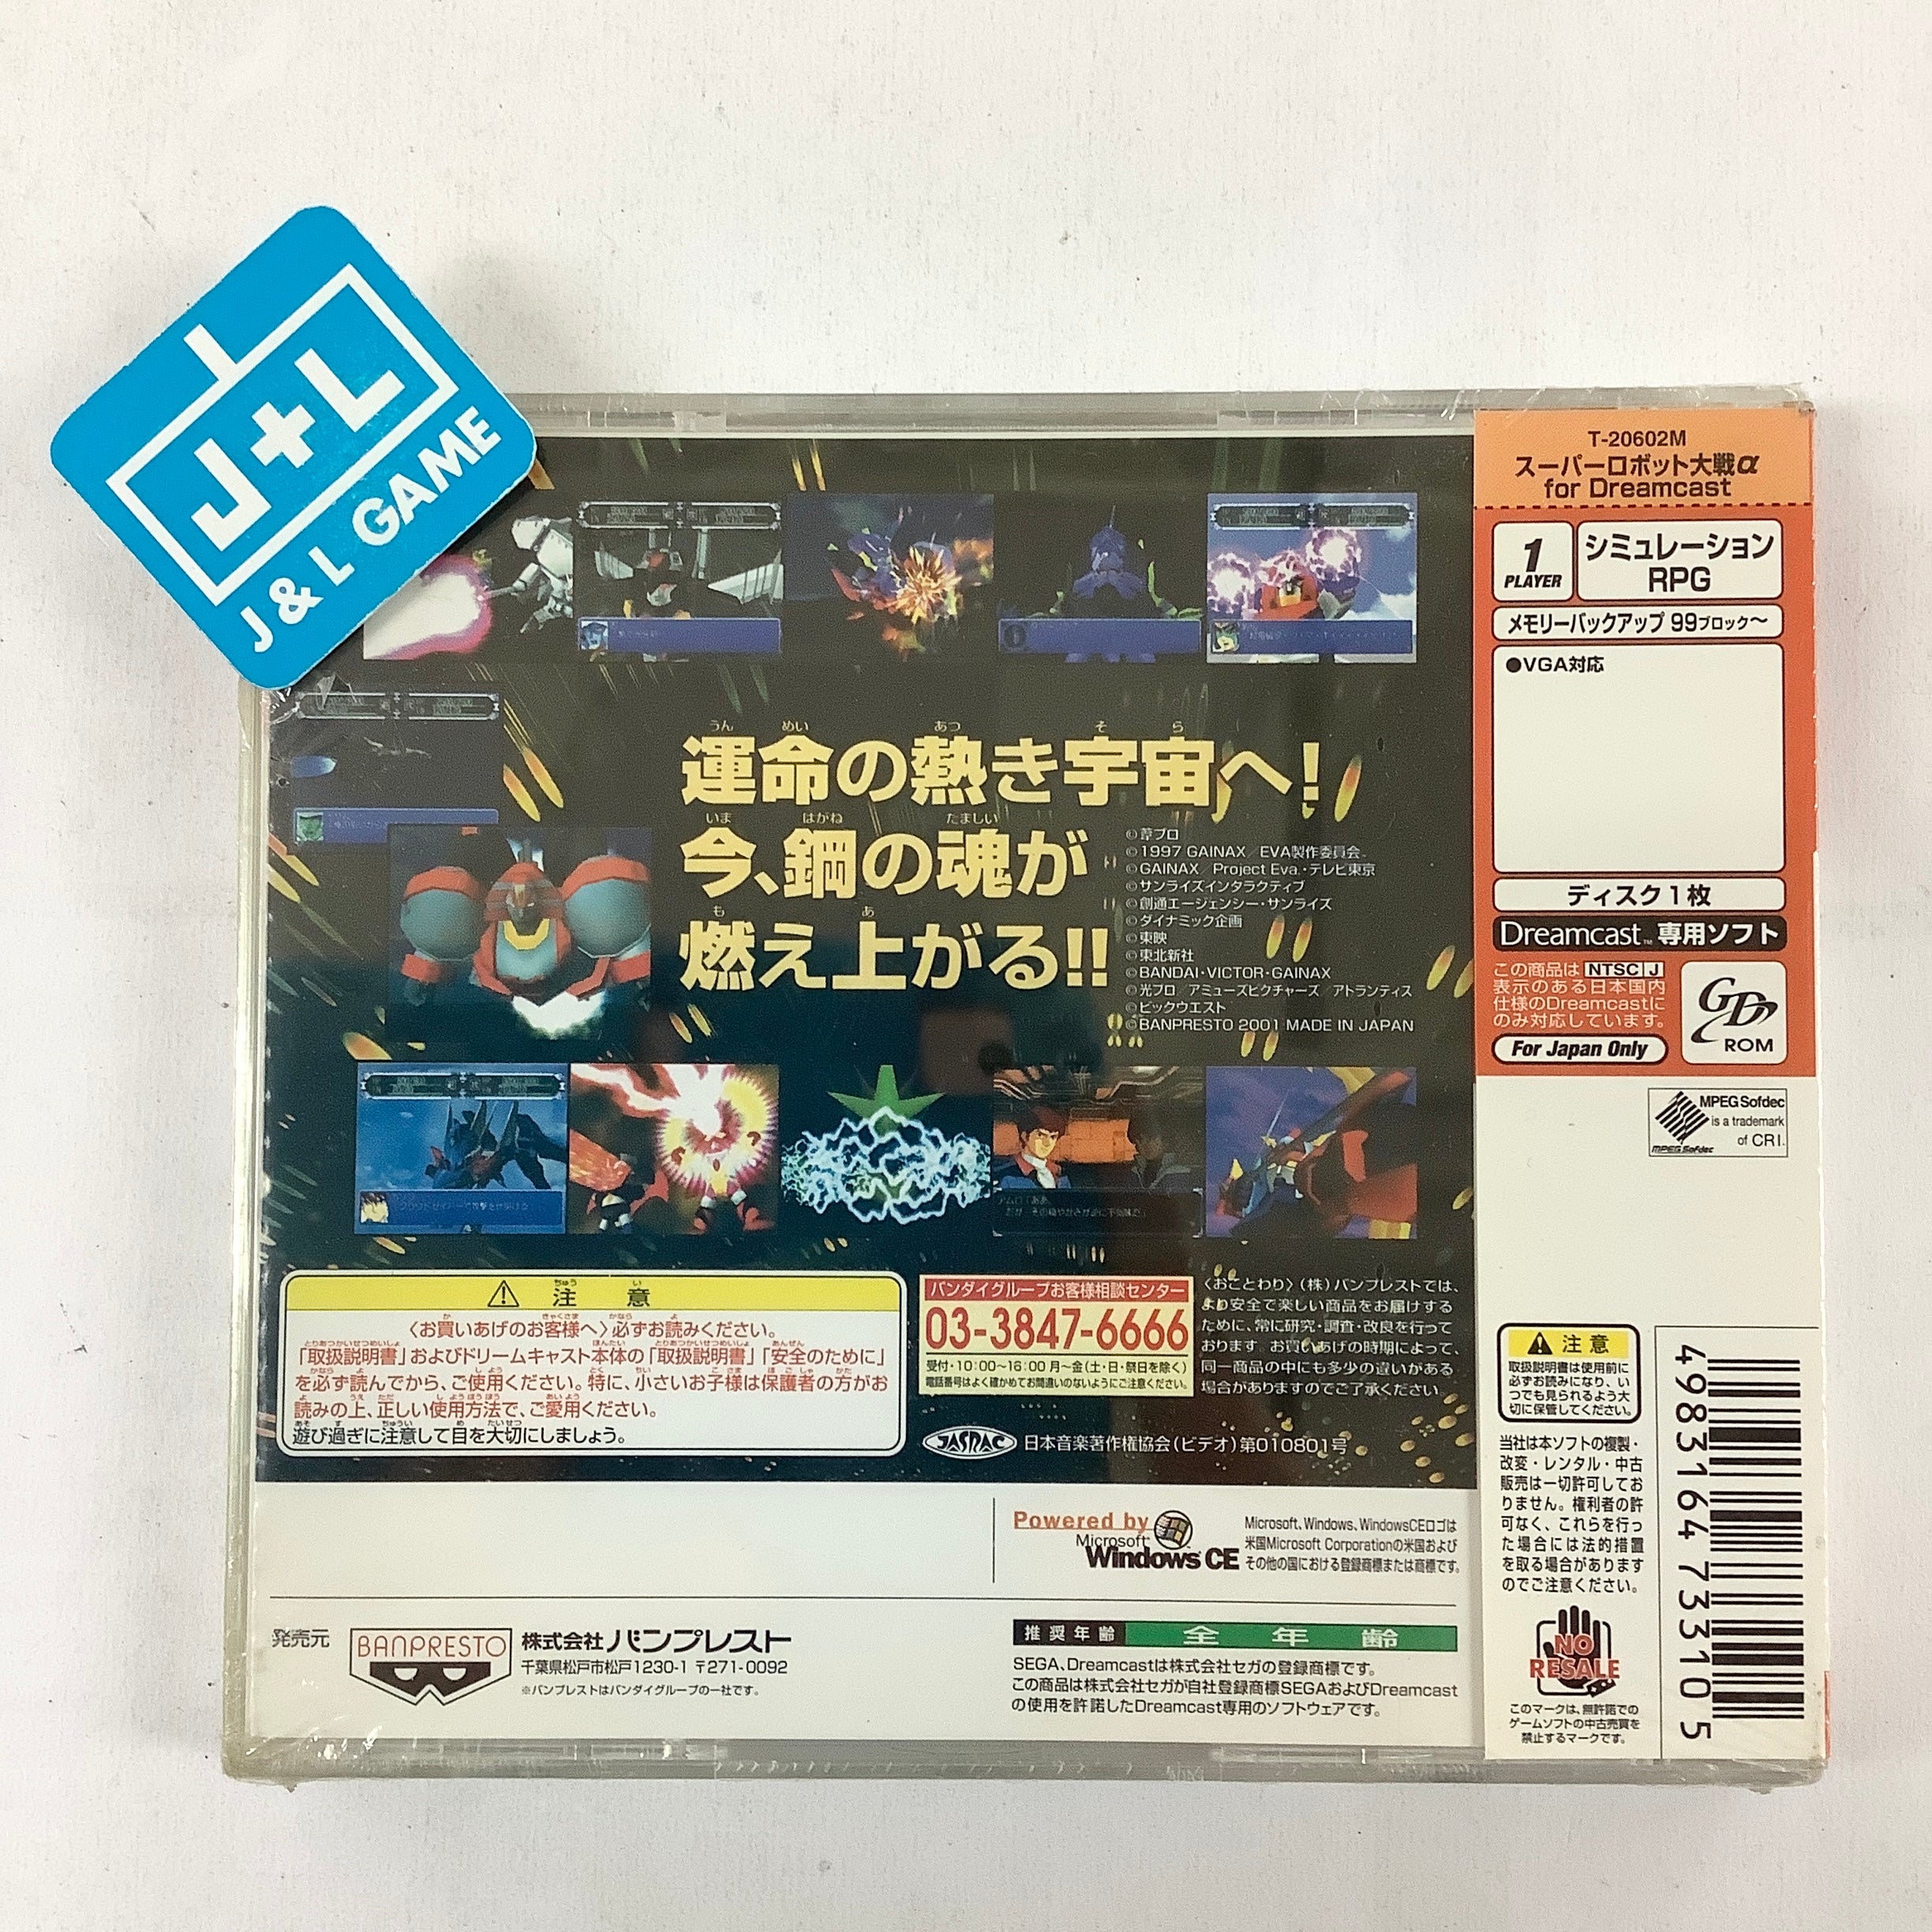 J+L
J & L GAME
運命の熱き宇宙へ!
うん めい あつ そ ら
今、鋼の魂が
いま はがね たましい
燃え上がる!!
も あ
©葦プロ
©1997 GAINAX/EVA製作委員会
©GAINAX/Project Eva.・テレビ東京
©サンライズインタラクティブ
©創通エージェンシー・サンライズ
©ダイナミック企画
©東映
©東北新社
©BANDAI・VICTOR・GAINAX
©光プロ/アミューズピクチャーズ/アトランティス
©ビックウエスト
©BANPRESTO 2001 MADE IN JAPAN
⚠ 注意
ちゅう い
〈お買いあげのお客様へ〉必ずお読みください。
「取扱説明書」およびドリームキャスト本体の「取扱説明書」「安全のために」
を必ず読んでから、ご使用ください。特に、小さいお子様は保護者の方がお
読みの上、正しい使用方法で、ご愛用ください。
遊び過ぎに注意して目を大切にしましょう。
バンダイグループお客様相談センター
03-3847-6666
受付・10:00~16:00 月~金(土・日・祭日を除く)
電話番号はよく確かめてお間違いのないようにご注意ください。
〈おことわり〉(株)バンプレストでは、
より安全で楽しい商品をお届けする
ために、常に研究・調査・改良を行って
おります。お買いあげの時期によって、
同一商品の中にも多少の違いがある
場合がありますのでご了承ください。
JASRAC 日本音楽著作権協会(ビデオ)第010801号
Powered by
Microsoft
Windows CE
Microsoft、Windows、WindowsCEロゴは
米国Microsoft Corporationの米国および
その他の国における登録商標または商標です。
発売元
BANPRESTO
株式会社バンプレスト
千葉県松戸市松戸1230-1 〒271-0092
※バンプレストはバンダイグループの一社です。
推奨年齢 全年齢
SEGA、Dreamcastは株式会社セガの登録商標です。
この商品は株式会社セガが自社登録商標SEGAおよびDreamcast
の使用を許諾したDreamcast専用のソフトウェアです。
T-20602M
スーパーロボット大戦α
for Dreamcast
1
PLAYER
シミュレーション
RPG
メモリーバックアップ 99ブロック~
●VGA対応
ディスク1枚
Dreamcast™ 専用ソフト
この商品は NTSC J
表示のある日本国内
仕様のDreamcastに
のみ対応しています。
For Japan Only
GD
ROM
MPEG Sofdec
is a trademark
of CRI.
MPEG Sofdec
⚠ 注意
取扱説明書は使用前に
必ずお読みになり、い
つでも見られるよう大
切に保管してください。
当社は本ソフトの複製・
改変・レンタル・中古
販売は一切許可してお
りません。権利者の許
可なく、これらを行っ
た場合には法的措置
を取る場合があります
のでご注意ください。
NO
RESALE
このマークは、無許諾での
ゲームソフトの中古売買を
禁止するマークです。
4983164733105